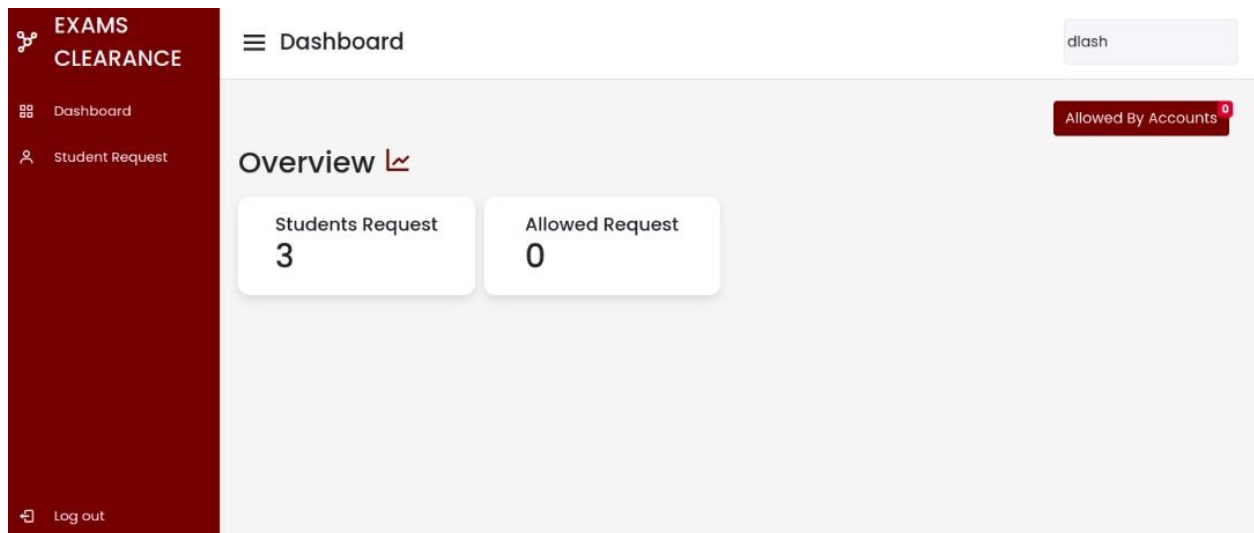 EXAMS
CLEARANCE
Dashboard
Student Request
Log out
Dashboard
dlash
Allowed By Accounts 0
Overview
Students Request
3
Allowed Request
0